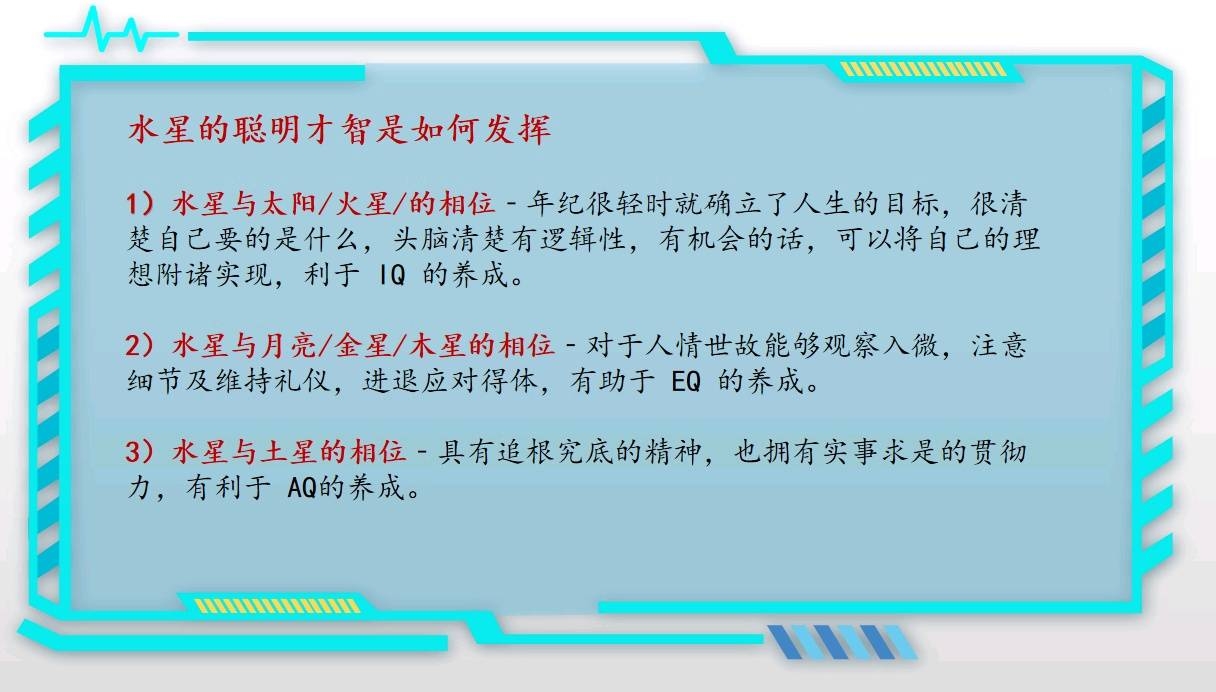 水星的聪明才智是如何发挥
1）水星与太阳/火星/的相位－年纪很轻时就确立了人生的目标，很清
楚自己要的是什么，头脑清楚有逻辑性，有机会的话，可以将自己的理
想附诸实现，利于 IQ 的养成。
2）水星与月亮/金星/木星的相位－对于人情世故能够观察入微，注意
细节及维持礼仪，进退应对得体，有助于 EQ 的养成。
3）水星与土星的相位－具有追根究底的精神，也拥有实事求是的贯彻
力，有利于 AQ的养成。